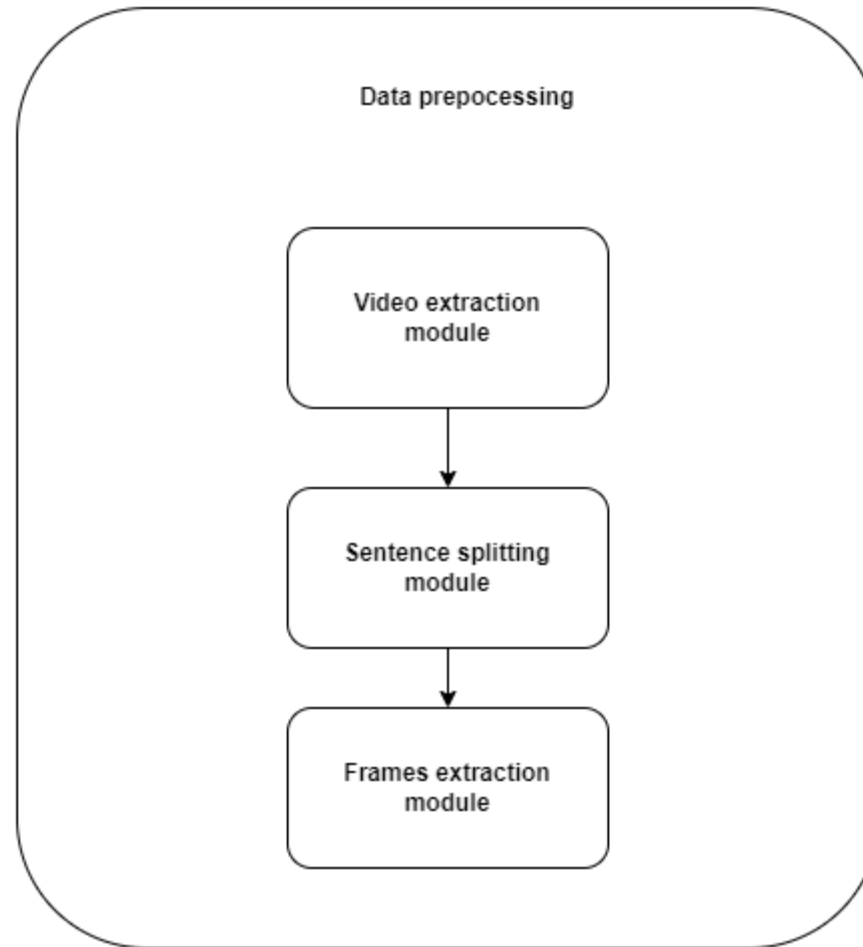 Data prepocessing
Video extraction
module
Sentence splitting
module
Frames extraction
module